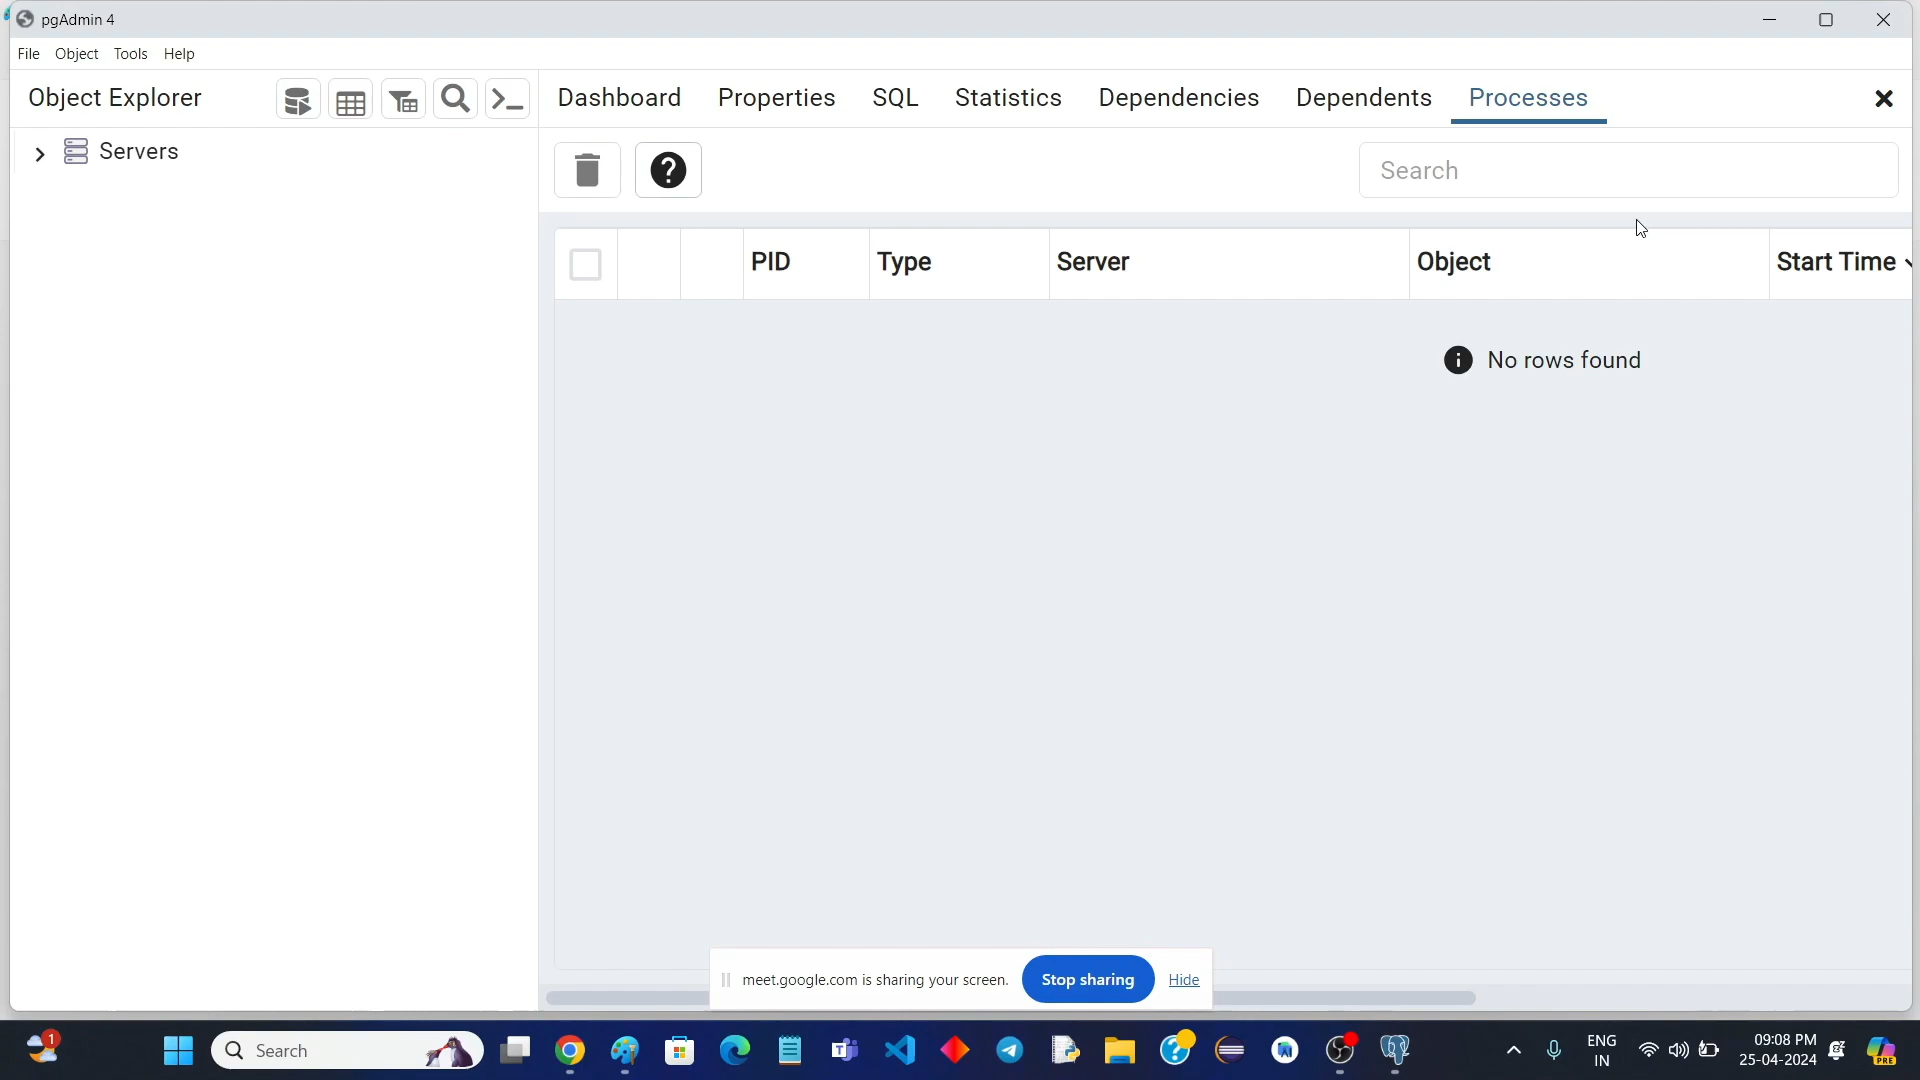 pgAdmin 4
File Object Tools Help
Object Explorer
Dashboard Properties SQL Statistics Dependencies Dependents Processes
Servers
Search
PID Type Server Object Start Time
No rows found
meet.google.com is sharing your screen. Stop sharing Hide
1
Search
ENG
IN
09:08 PM
25-04-2024
PRE